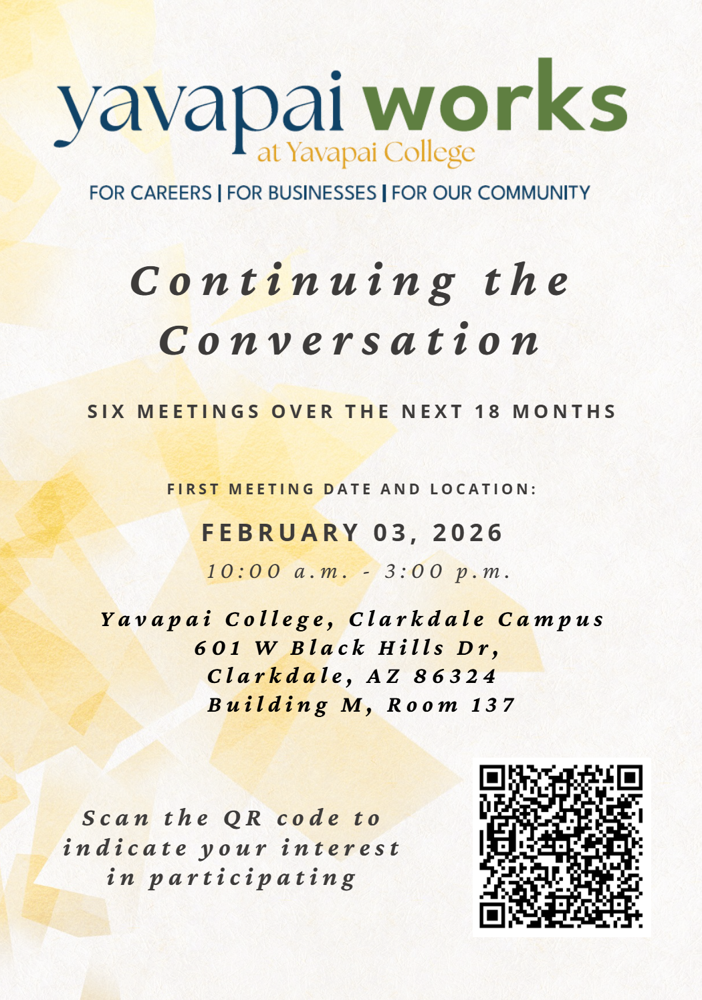 yavapai works
at Yavapai College
FOR CAREERS | FOR BUSINESSES | FOR OUR COMMUNITY
Continuing the
Conversation
SIX MEETINGS OVER THE NEXT 18 MONTHS
FIRST MEETING DATE AND LOCATION:
FEBRUARY 03, 2026
10:00 a.m. - 3:00 p.m.
Yavapai College, Clarkdale Campus
601 W Black Hills Dr,
Clarkdale, AZ 86324
Building M, Room 137
Scan the QR code to
indicate your interest
in participating